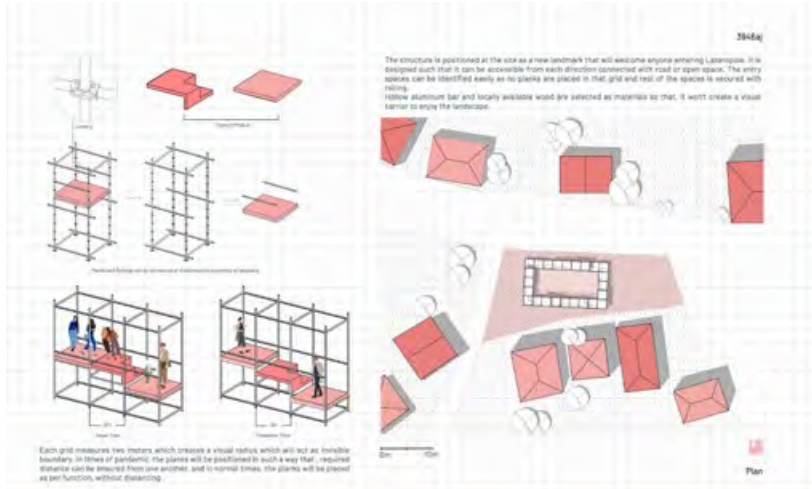 3946aj
The structure is positioned at the site as a new landmark that will welcome anyone entering Lazaropole. It is
designed such that it can be accessible from each direction connected with road or open space. The entry
spaces can be identified easily as no planks are placed in that grid and rest of the spaces is secured with
railing.
Hollow aluminum bar and locally available wood are selected as materials so that, it won't create a visual
barrier to enjoy the landscape.
Each grid measures two meters which creates a visual radius which will act as invisible
boundary. In times of pandemic, the planks will be positioned in such a way that , required
distance can be ensured from one another, and in normal times, the planks will be placed
as per function, without distancing.
0m 10m
Plan